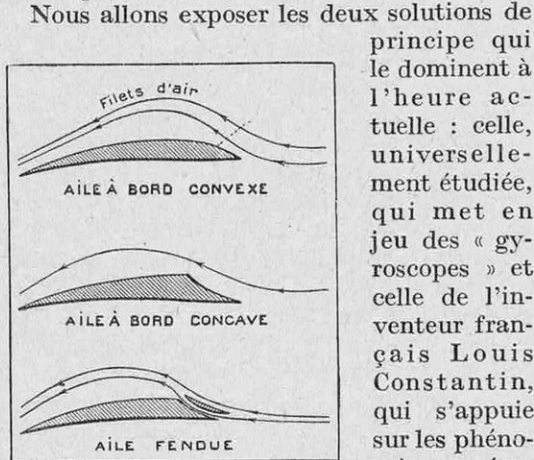 Nous allons exposer les deux solutions de
principe qui
le dominent à
l'heure ac-
tuelle : celle,
universelle-
ment étudiée,
qui met en
jeu des « gy-
roscopes » et
celle de l'in-
venteur fran-
çais Louis
Constantin,
qui s'appuie
sur les phéno-
Filets d'air
AILE À BORD CONVEXE
AILE À BORD CONCAVE
AILE FENDUE